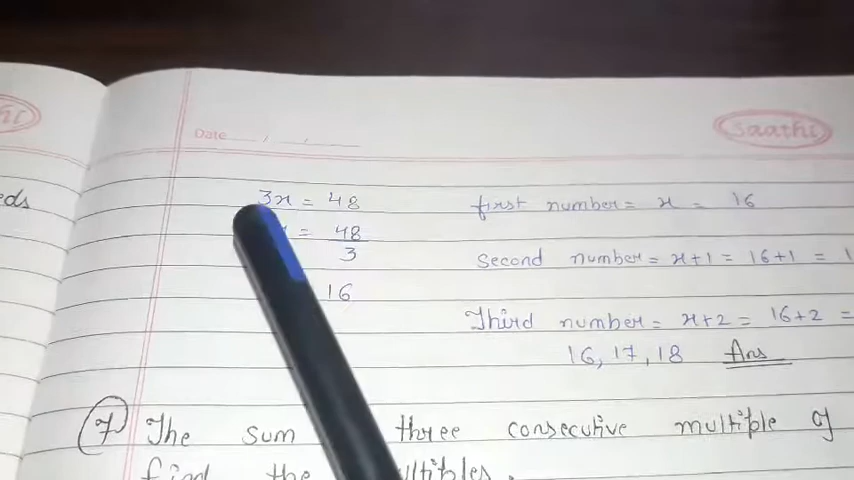 Saathi
Date
eds
3x = 48
= 48
3
16
first number = x = 16
Second number = x+1 = 16+1 =
Third number = x+2 = 16+2 =
16, 17, 18 Ans
7 The sum three consecutive multiple of
find the